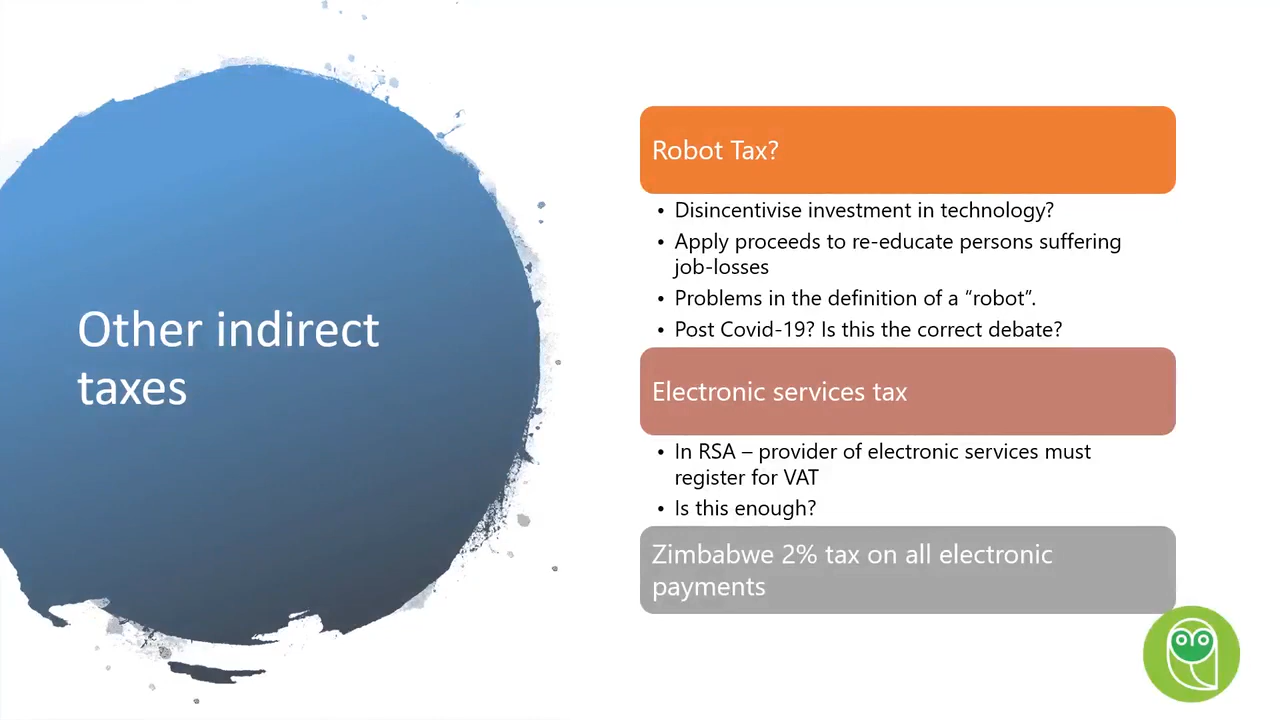 Other indirect
taxes
Robot Tax?
• Disincentivise investment in technology?
• Apply proceeds to re-educate persons suffering
job-losses
• Problems in the definition of a “robot”.
• Post Covid-19? Is this the correct debate?
Electronic services tax
• In RSA – provider of electronic services must
register for VAT
• Is this enough?
Zimbabwe 2% tax on all electronic
payments